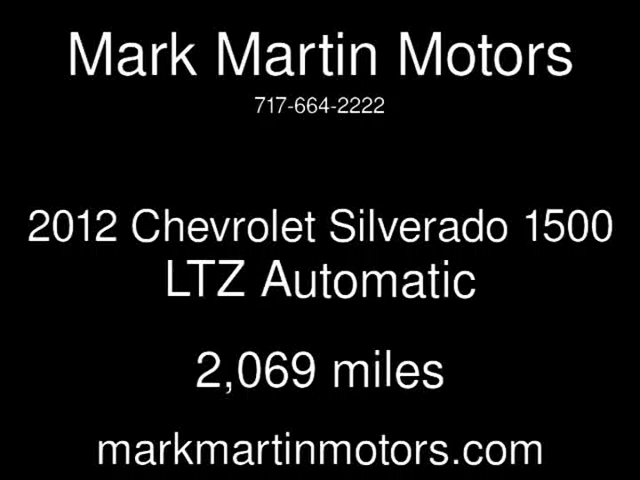 Mark Martin Motors
717-664-2222
2012 Chevrolet Silverado 1500
LTZ Automatic
2,069 miles
markmartinmotors.com